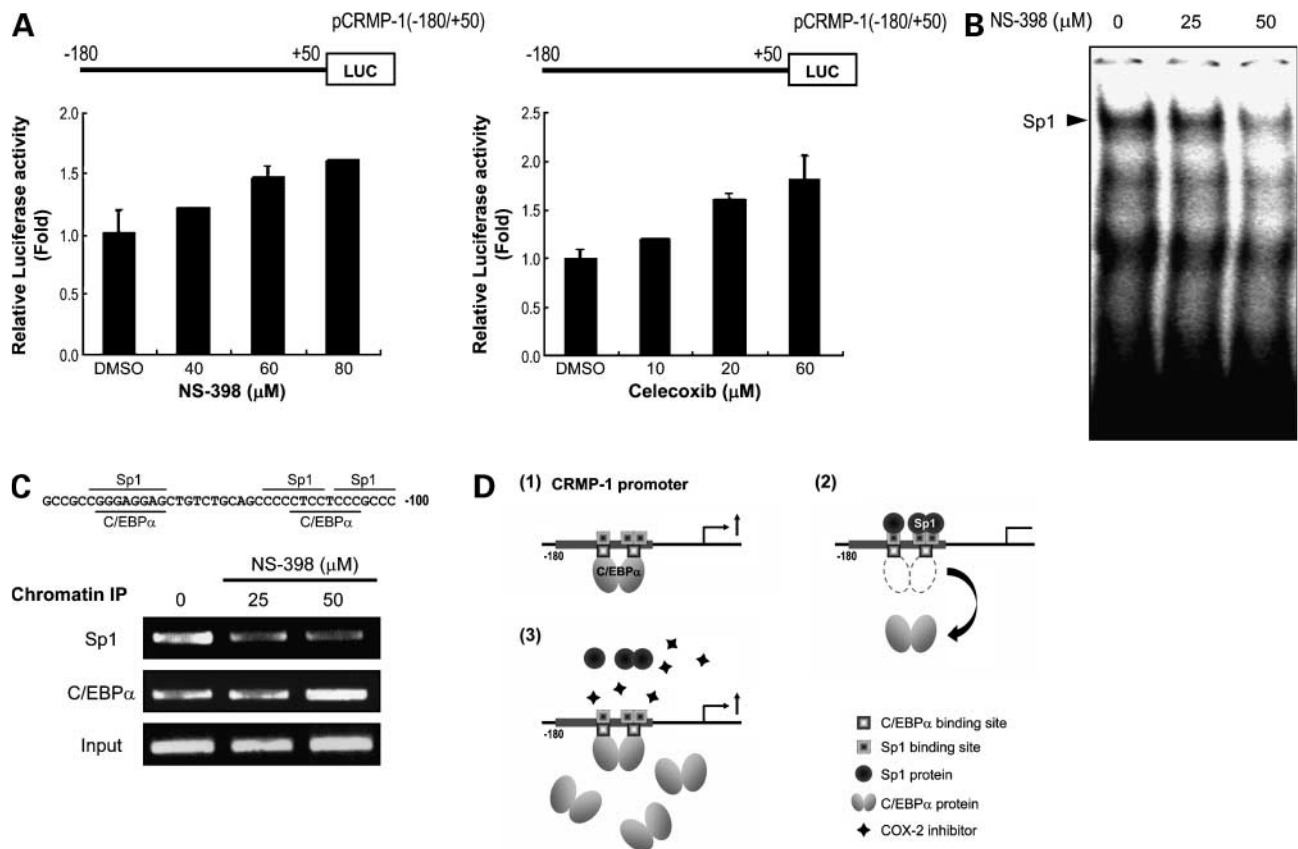 A
pCRMP-1(-180/+50)
-180 +50
LUC
Relative Luciferase activity
(Fold)
2.0
1.5
1.0
0.5
0.0
DMSO 40 60 80
NS-398 (μM)
pCRMP-1(-180/+50)
-180 +50
LUC
Relative Luciferase activity
(Fold)
2.5
2.0
1.5
1.0
0.5
0.0
DMSO 10 20 60
Celecoxib (μM)
B
NS-398 (μM) 0 25 50
Sp1
C
Sp1 Sp1 Sp1
GCCGCCGGGAGGAGCTGTCTGCAGCCCCCTCCTCCCGCCC -100
C/EBPα C/EBPα
NS-398 (μM)
Chromatin IP 0 25 50
Sp1
C/EBPα
Input
D
(1) CRMP-1 promoter
-180
C/EBPα
(2)
Sp1
-180
(3)
-180
C/EBPα binding site
Sp1 binding site
Sp1 protein
C/EBPα protein
COX-2 inhibitor